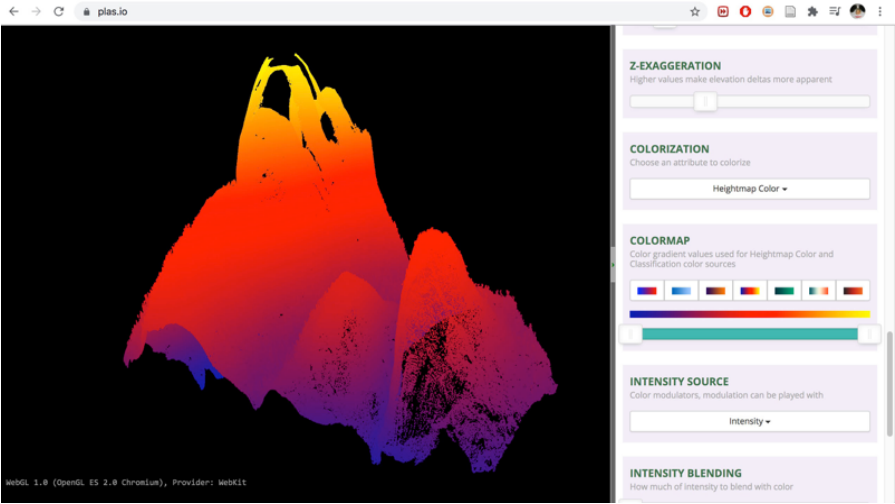 plas.io
Z-EXAGGERATION
Higher values make elevation deltas more apparent
COLORIZATION
Choose an attribute to colorize
Heightmap Color
COLORMAP
Color gradient values used for Heightmap Color and
Classification color sources
INTENSITY SOURCE
Color modulators, modulation can be played with
Intensity
INTENSITY BLENDING
How much of intensity to blend with color
WebGL 1.0 (OpenGL ES 2.0 Chromium), Provider: WebKit